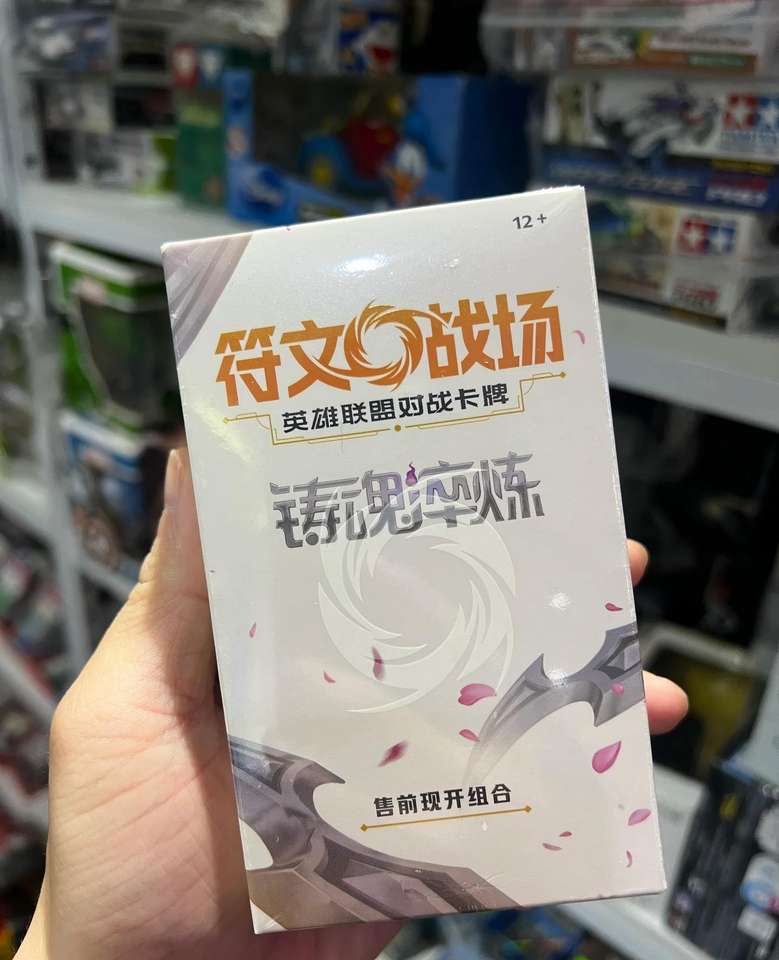 12+
符文战场
英雄联盟对战卡牌
铸魂淬炼
售前现开组合